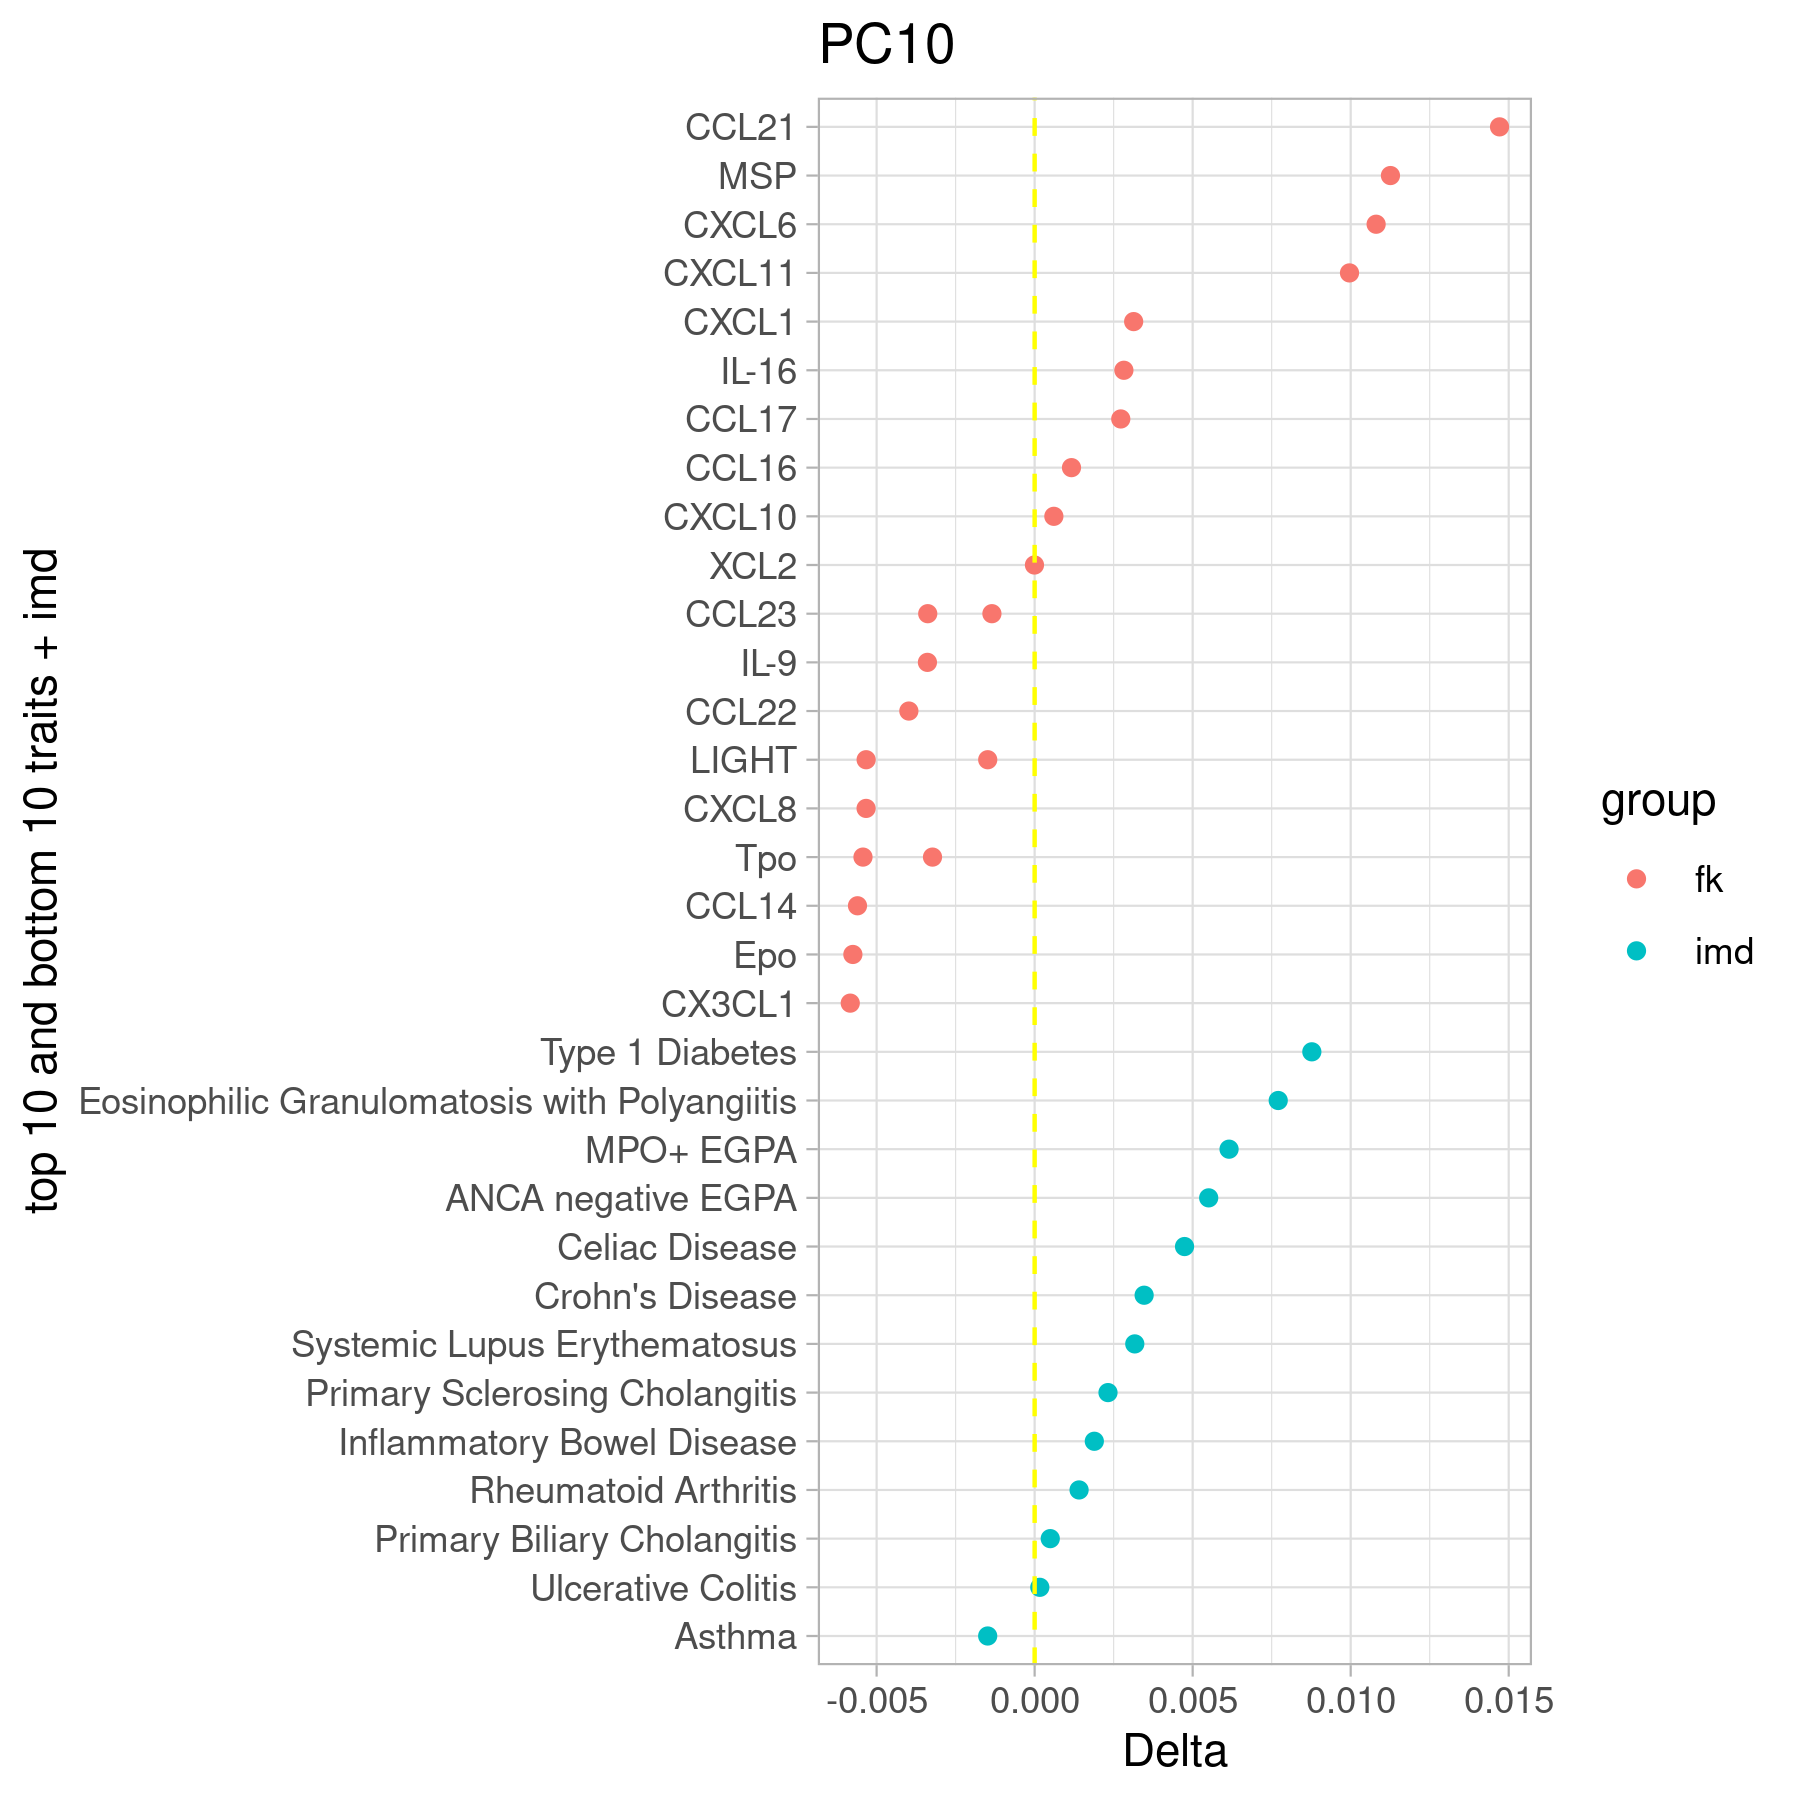 PC10
top 10 and bottom 10 traits + imd
CCL21
MSP
CXCL6
CXCL11
CXCL1
IL-16
CCL17
CCL16
CXCL10
XCL2
CCL23
IL-9
CCL22
LIGHT
CXCL8
Tpo
CCL14
Epo
CX3CL1
Type 1 Diabetes
Eosinophilic Granulomatosis with Polyangiitis
MPO+ EGPA
ANCA negative EGPA
Celiac Disease
Crohn's Disease
Systemic Lupus Erythematosus
Primary Sclerosing Cholangitis
Inflammatory Bowel Disease
Rheumatoid Arthritis
Primary Biliary Cholangitis
Ulcerative Colitis
Asthma
-0.005 0.000 0.005 0.010 0.015
Delta
group
fk
imd